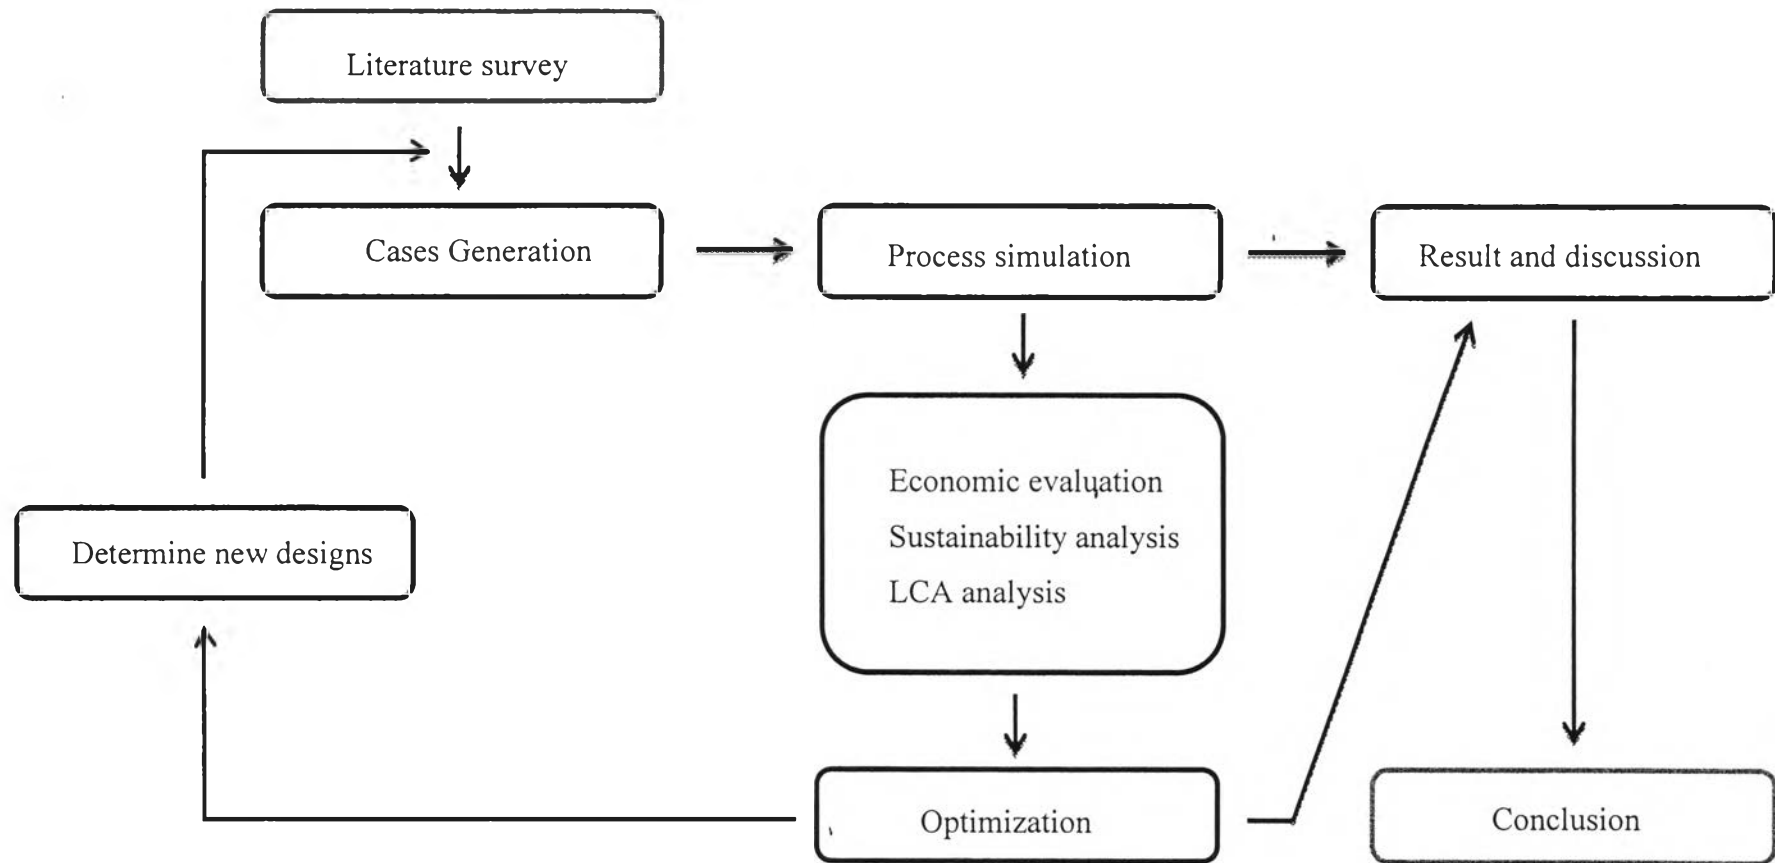 Literature survey
Cases Generation
Process simulation
Result and discussion
Economic evaluation
Sustainability analysis
LCA analysis
Determine new designs
Optimization
Conclusion